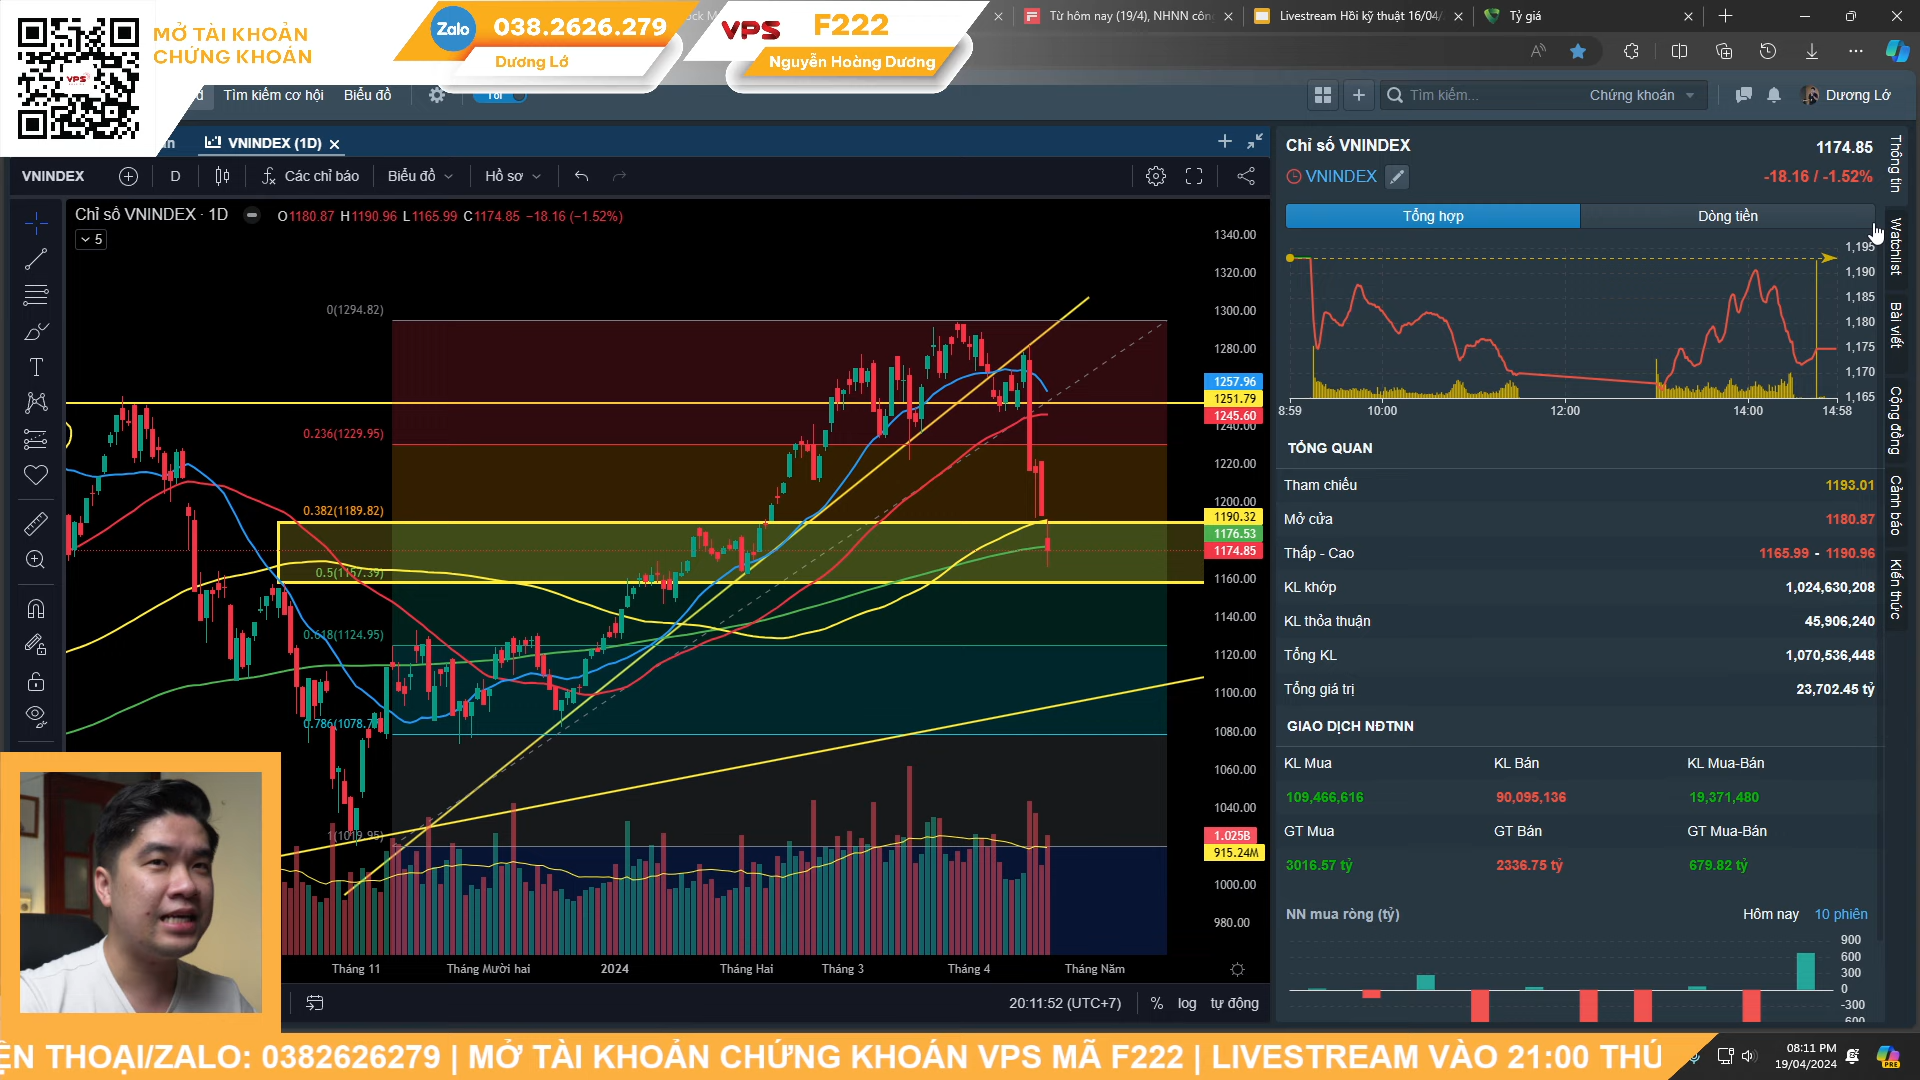 MỞ TÀI KHOẢN
CHỨNG KHOÁN
VPS
Zalo
038.2626.279
Dương Lớ
VPS
F222
Nguyễn Hoàng Dương
Từ hôm nay (19/4), NHNN côn
Livestream Hồi kỹ thuật 16/04/
Tỷ giá
Tìm kiếm cơ hội
Biểu đồ
Tối
Tìm kiếm...
Chứng khoán
Dương Lớ
VNINDEX (1D)
VNINDEX
D
Các chỉ báo
Biểu đồ
Hồ sơ
Chỉ số VNINDEX · 1D
O1180.87 H1190.96 L1165.99 C1174.85 −18.16 (−1.52%)
5
0(1294.82)
0.236(1229.95)
0.382(1189.82)
0.5(1157.39)
0.618(1124.95)
0.786(1078.7
1(1019.95)
1340.00
1320.00
1300.00
1280.00
1257.96
1251.79
1245.60
1240.00
1220.00
1200.00
1190.32
1176.53
1174.85
1160.00
1140.00
1120.00
1100.00
1080.00
1060.00
1040.00
1.025B
915.24M
1000.00
980.00
Tháng 11
Tháng Mười hai
2024
Tháng Hai
Tháng 3
Tháng 4
Tháng Năm
20:11:52 (UTC+7)
%
log
tự động
Chỉ số VNINDEX
1174.85
VNINDEX
-18.16 / -1.52%
Tổng hợp
Dòng tiền
1,195
1,190
1,185
1,180
1,175
1,170
1,165
8:59
10:00
12:00
14:00
14:58
TỔNG QUAN
Tham chiếu 1193.01
Mở cửa 1180.87
Thấp - Cao 1165.99 - 1190.96
KL khớp 1,024,630,208
KL thỏa thuận 45,906,240
Tổng KL 1,070,536,448
Tổng giá trị 23,702.45 tỷ
GIAO DỊCH NĐTNN
KL Mua KL Bán KL Mua-Bán
109,466,616 90,095,136 19,371,480
GT Mua GT Bán GT Mua-Bán
3016.57 tỷ 2336.75 tỷ 679.82 tỷ
NN mua ròng (tỷ)
Hôm nay
10 phiên
900
600
300
0
-300
-600
Thông tin
Watchlist
Bài viết
Cộng đồng
Cảnh báo
Kiến thức
ỆN THOẠI/ZALO: 0382626279 | MỞ TÀI KHOẢN CHỨNG KHOÁN VPS MÃ F222 | LIVESTREAM VÀO 21:00 THỨ
08:11 PM
19/04/2024
PRE